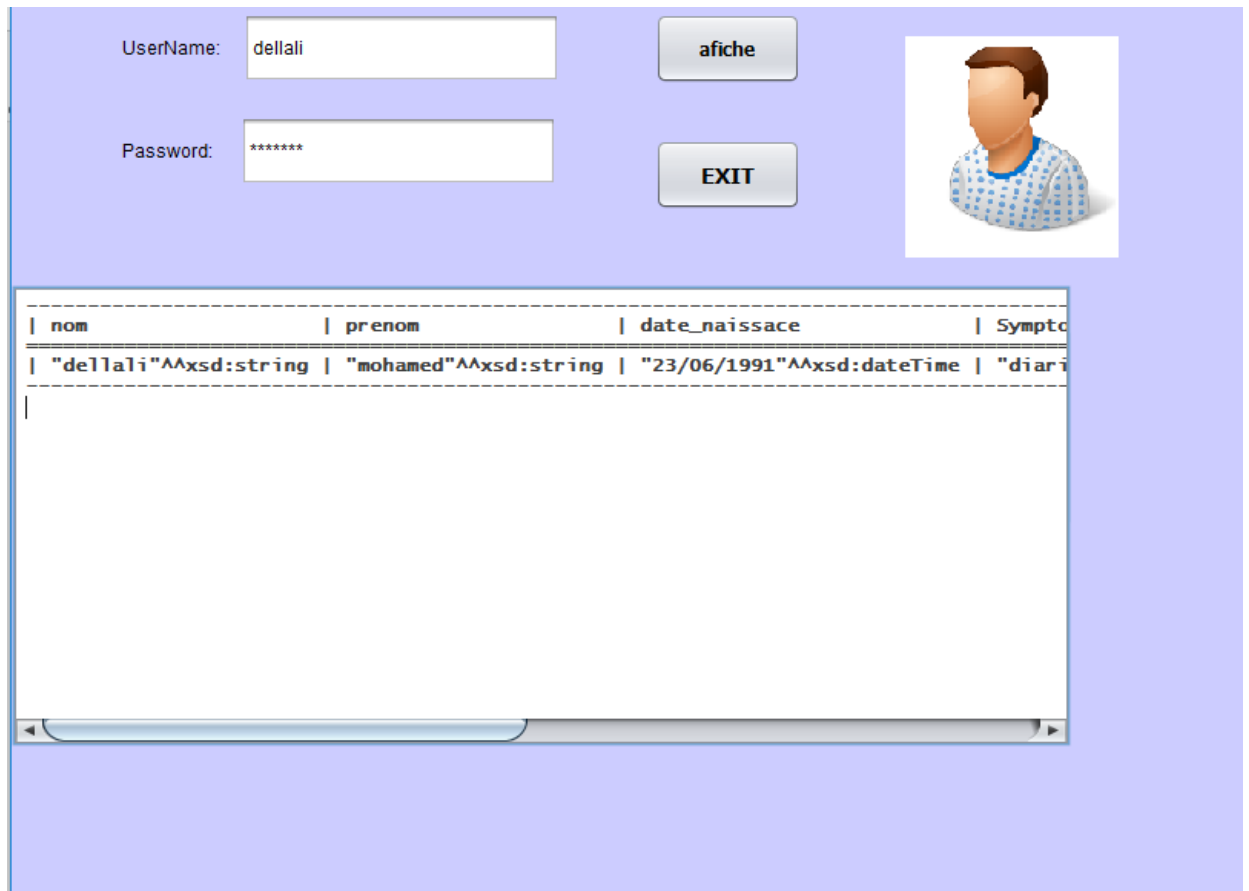 UserName: dellali
afiche
Password: *******
EXIT
| nom | prenom | date_naissace | Sympto
| "dellali"^^xsd:string | "mohamed"^^xsd:string | "23/06/1991"^^xsd:dateTime | "diari